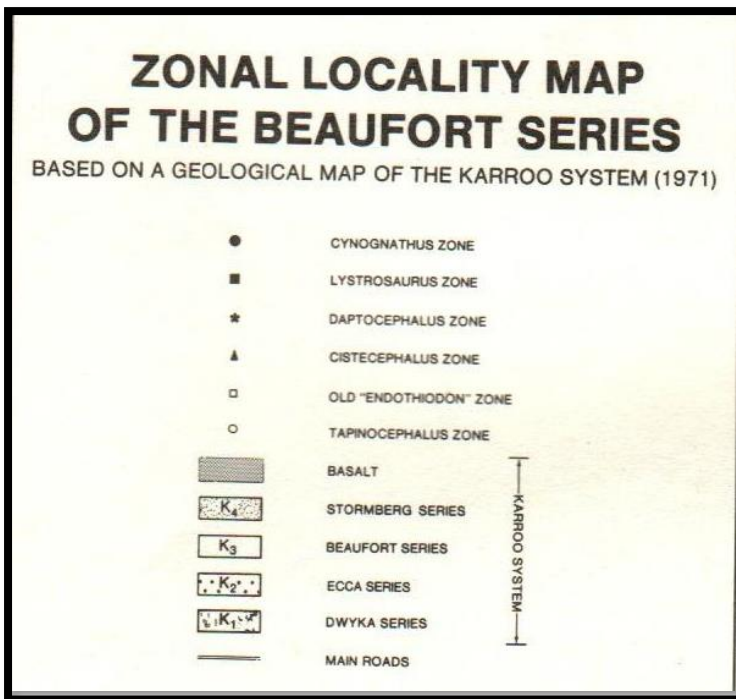 ZONAL LOCALITY MAP
OF THE BEAUFORT SERIES
BASED ON A GEOLOGICAL MAP OF THE KARROO SYSTEM (1971)
CYNOGNATHUS ZONE
LYSTROSAURUS ZONE
DAPTOCEPHALUS ZONE
CISTECEPHALUS ZONE
OLD "ENDOTHIODON" ZONE
TAPINOCEPHALUS ZONE
BASALT
K4 STORMBERG SERIES
K3 BEAUFORT SERIES
K2 ECCA SERIES
K1 DWYKA SERIES
KARROO SYSTEM
MAIN ROADS